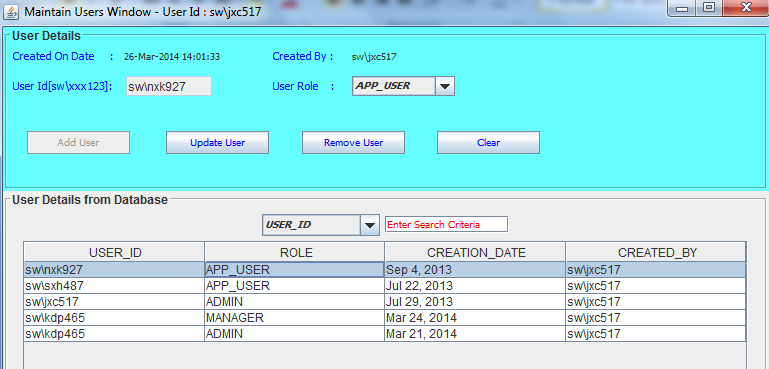 Maintain Users Window - User Id : sw\jxc517
User Details
Created On Date : 26-Mar-2014 14:01:33 Created By : sw\jxc517
User Id[sw\xxx123]: sw\nxk927 User Role : APP_USER
Add User Update User Remove User Clear
User Details from Database
USER_ID Enter Search Criteria
USER_ID ROLE CREATION_DATE CREATED_BY
sw\nxk927 APP_USER Sep 4, 2013 sw\jxc517
sw\sxh487 APP_USER Jul 22, 2013 sw\jxc517
sw\jxc517 ADMIN Jul 29, 2013 sw\jxc517
sw\kdp465 MANAGER Mar 24, 2014 sw\jxc517
sw\kdp465 ADMIN Mar 21, 2014 sw\jxc517